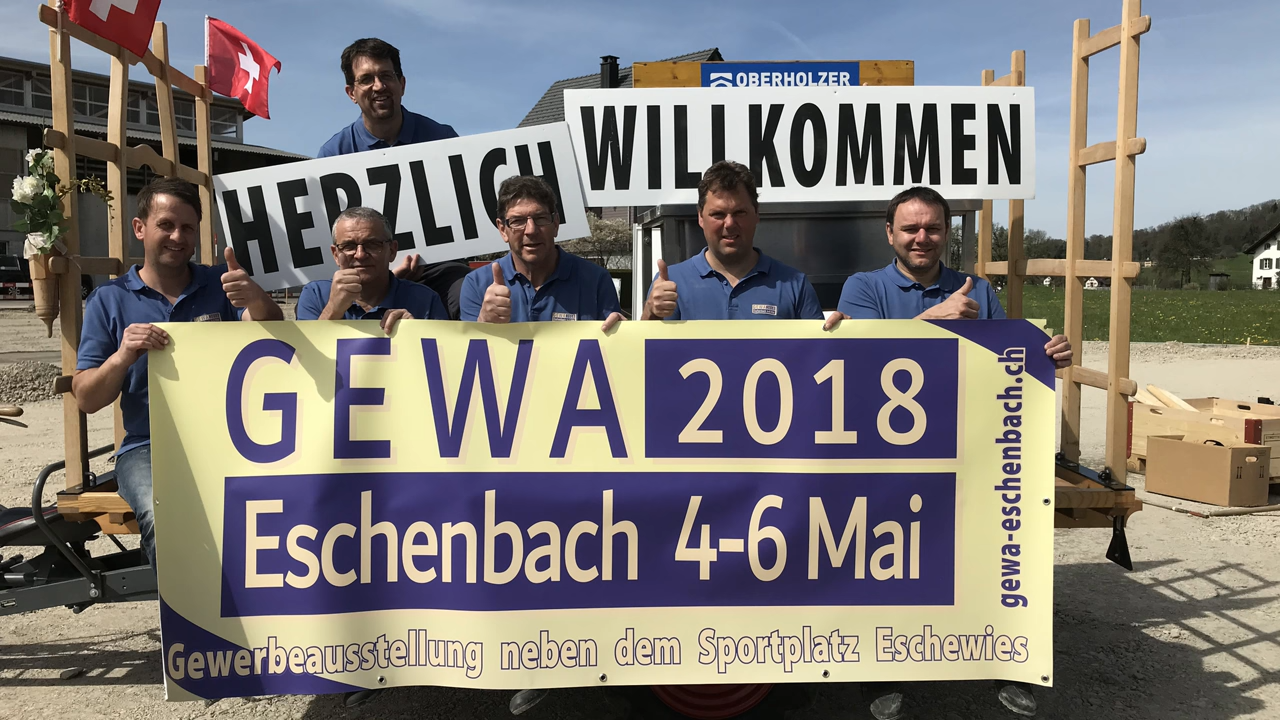 OBERHOLZER
HERZLICH WILLKOMMEN
GEWA 2018
Eschenbach 4-6 Mai
gewa-eschenbach.ch
Gewerbeausstellung neben dem Sportplatz Eschewies